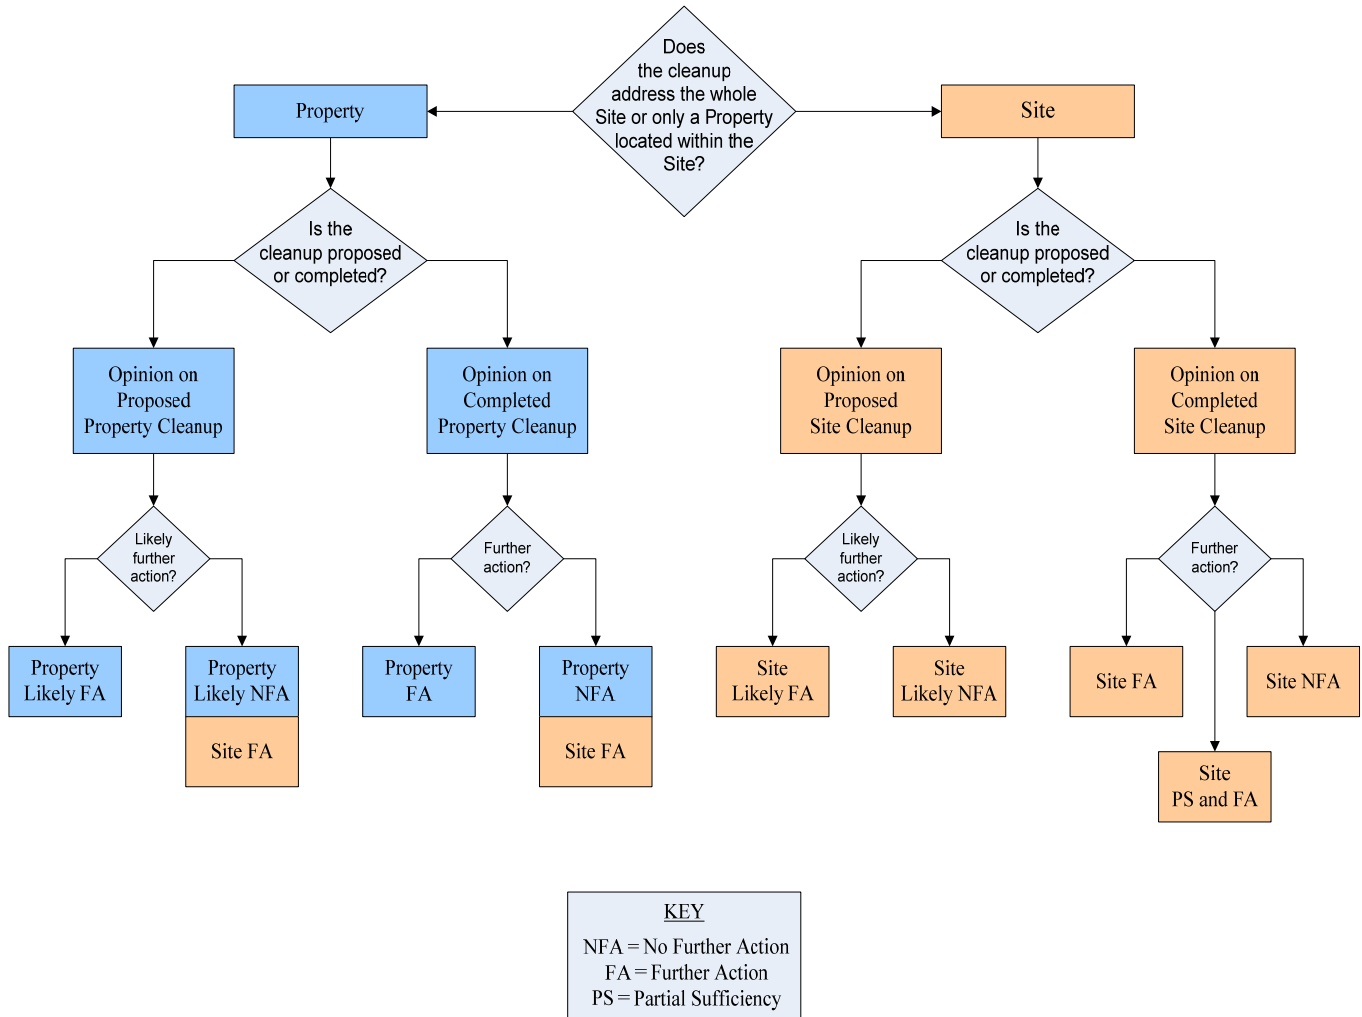 Does
the cleanup
address the whole
Site or only a Property
located within the
Site?
Property
Site
Is the
cleanup proposed
or completed?
Is the
cleanup proposed
or completed?
Opinion on
Proposed
Property Cleanup
Opinion on
Completed
Property Cleanup
Opinion on
Proposed
Site Cleanup
Opinion on
Completed
Site Cleanup
Likely
further
action?
Further
action?
Likely
further
action?
Further
action?
Property
Likely FA
Property
Likely NFA
Site FA
Property
FA
Property
NFA
Site FA
Site
Likely FA
Site
Likely NFA
Site FA
Site NFA
Site
PS and FA
KEY
NFA = No Further Action
FA = Further Action
PS = Partial Sufficiency